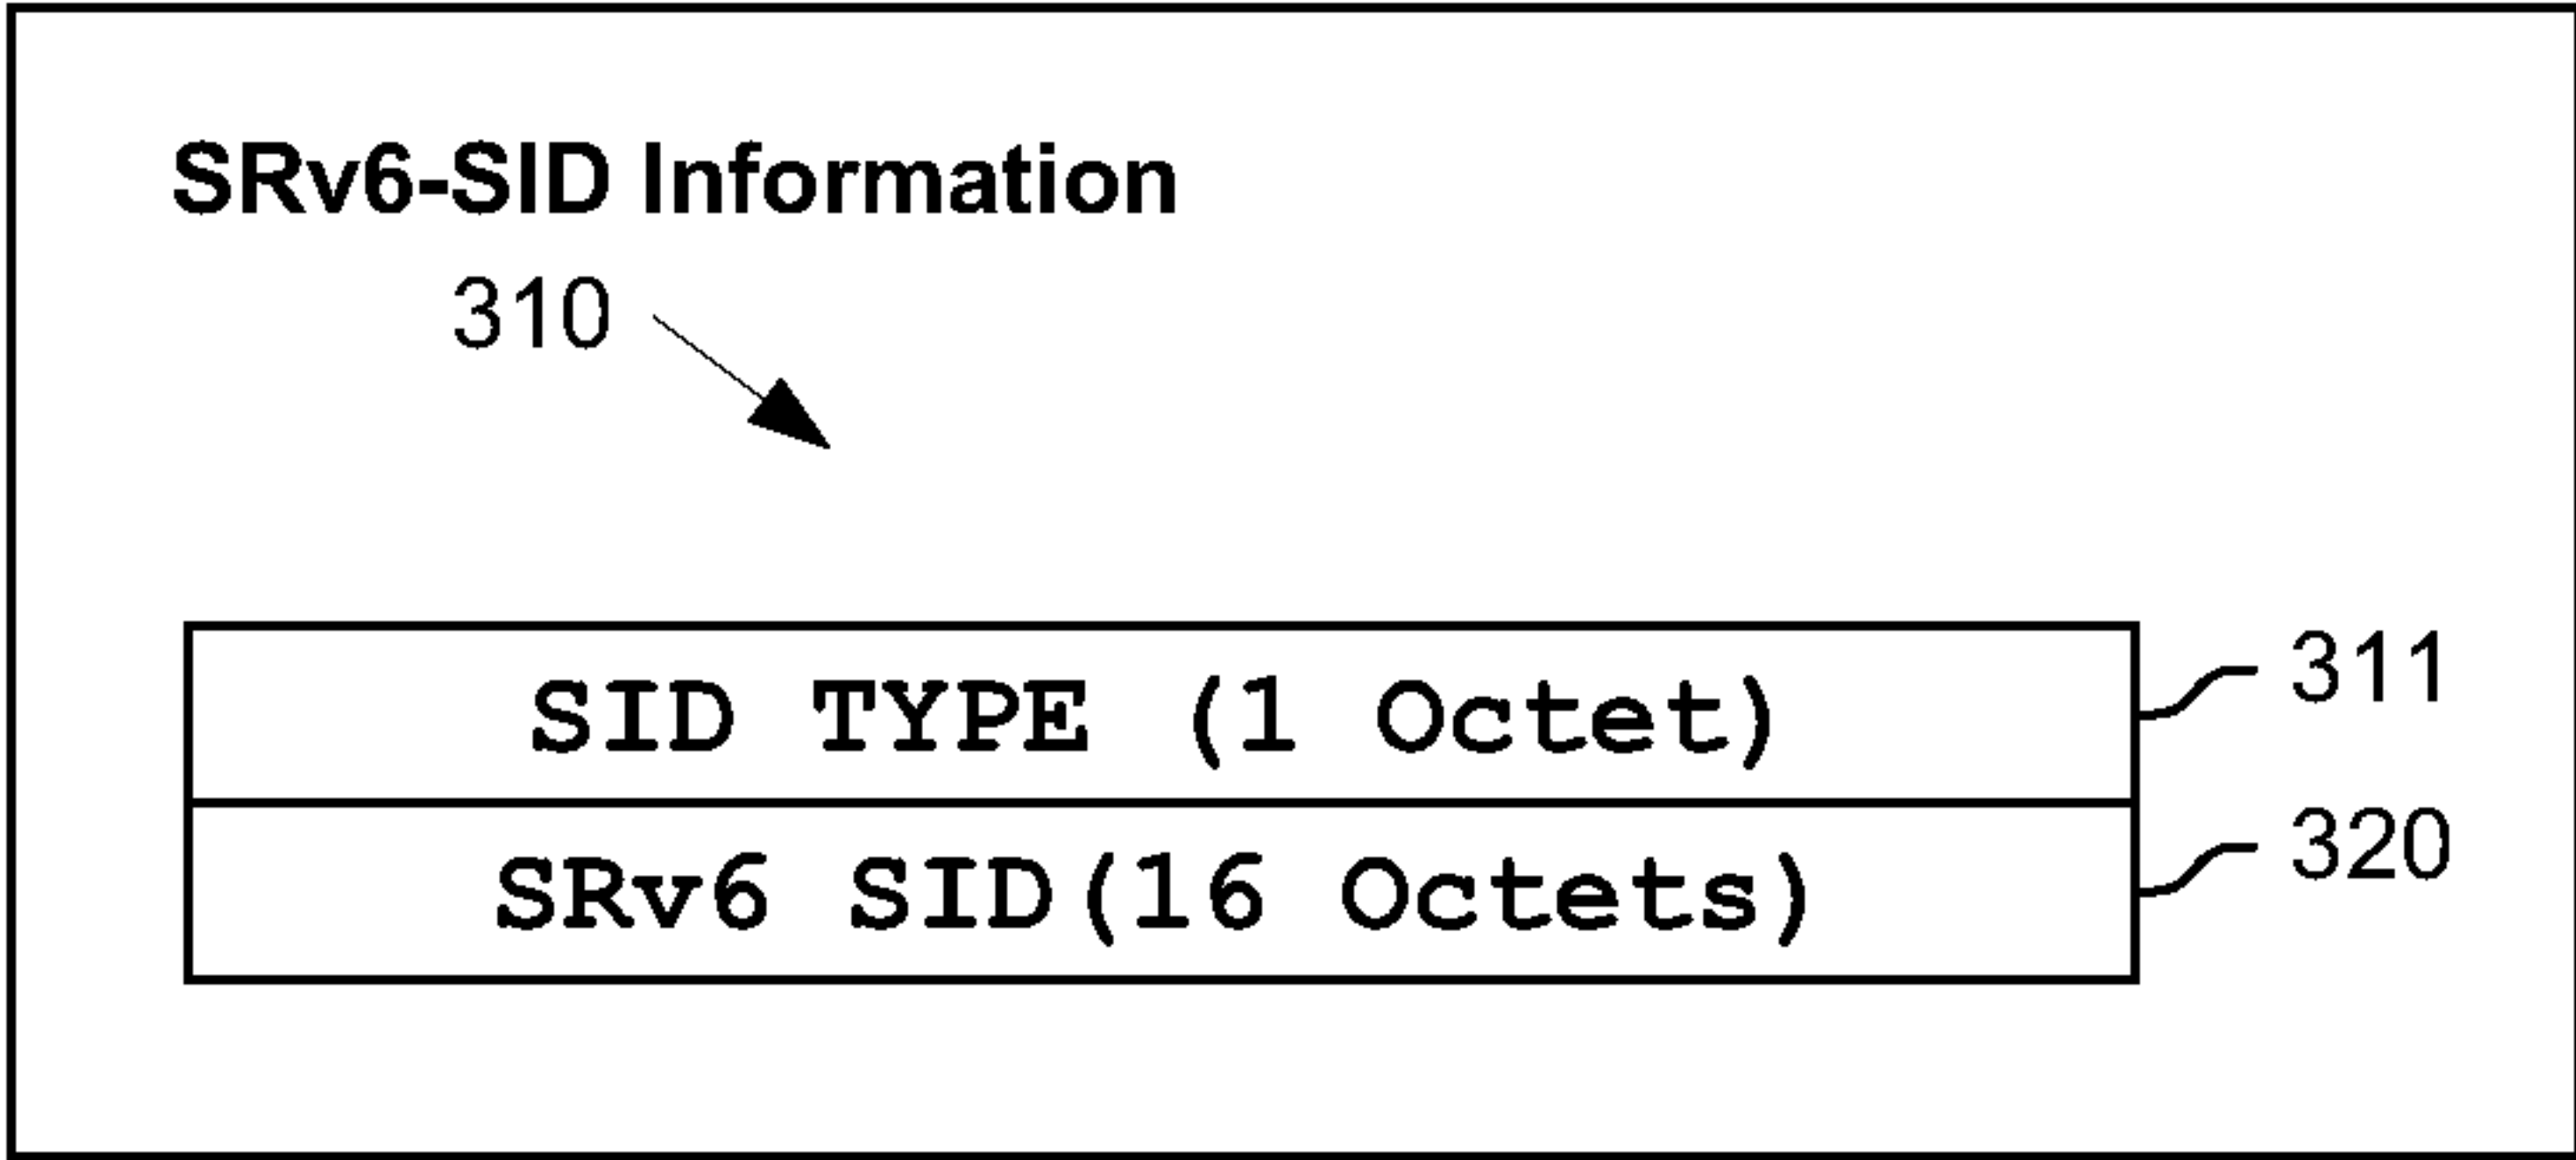 SRv6-SID Information
310
SID TYPE (1 Octet)
311
SRv6 SID(16 Octets)
320